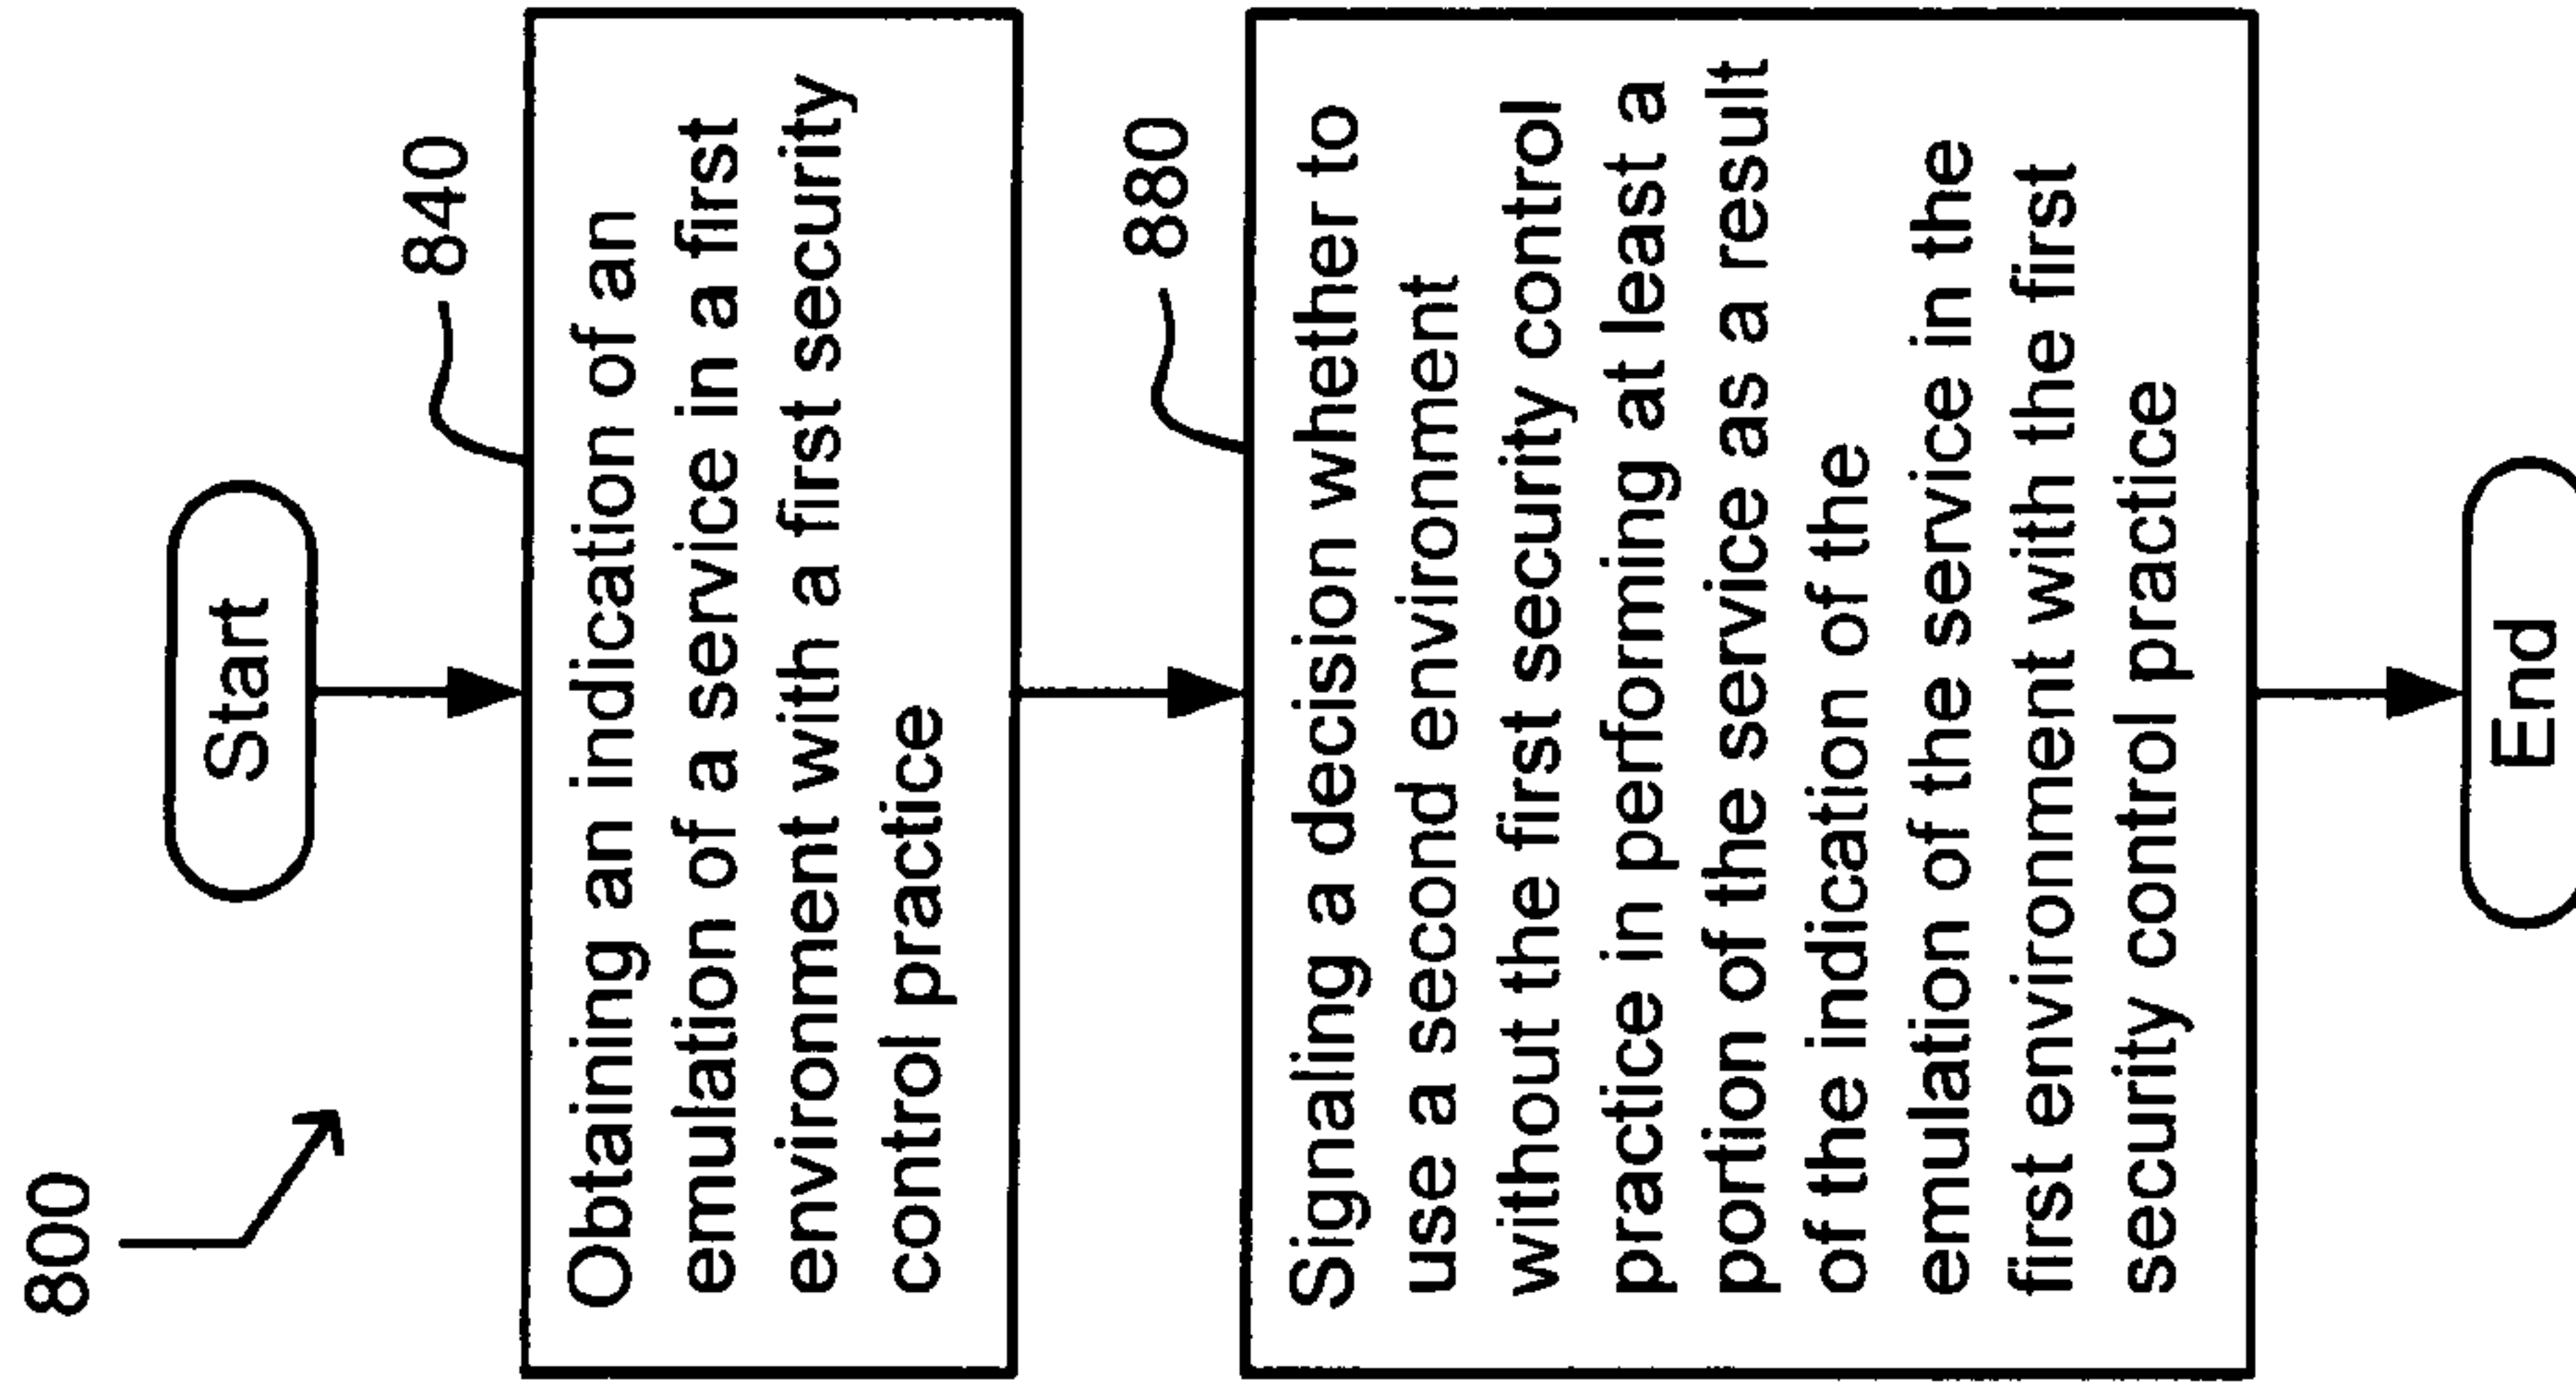 800
Start
840
Obtaining an indication of an
emulation of a service in a first
environment with a first security
control practice
880
Signaling a decision whether to
use a second environment
without the first security control
practice in performing at least a
portion of the service as a result
of the indication of the
emulation of the service in the
first environment with the first
security control practice
End